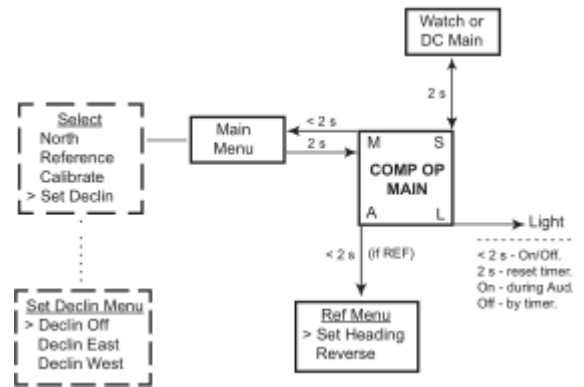 Watch or
DC Main
2 s
Select
North
Reference
Calibrate
> Set Declin
Main
Menu
< 2 s
2 s
M S
COMP OP
MAIN
A L
Light
< 2 s - On/Off.
2 s - reset timer.
On - during Aud.
Off - by timer.
< 2 s (if REF)
Set Declin Menu
> Declin Off
Declin East
Declin West
Ref Menu
> Set Heading
Reverse